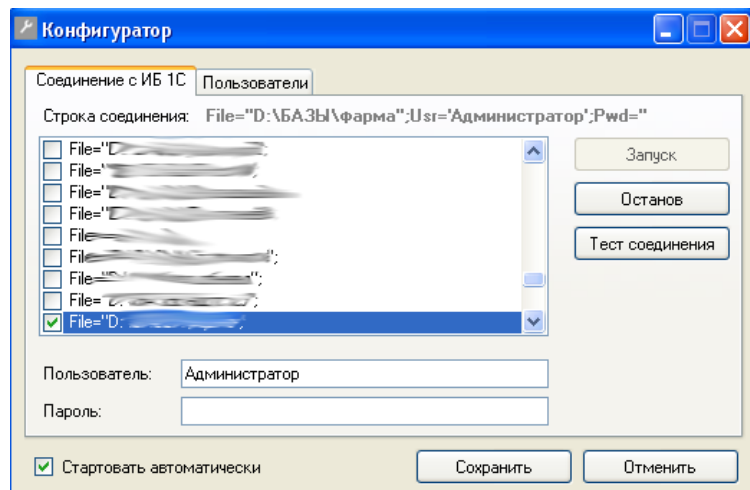 Конфигуратор
Соединение с ИБ 1С
Пользователи
Строка соединения: File="D:\БАЗЫ\фарма";Usr='Администратор';Pwd=''
File="D
File="
File="D
File="D
File=
File= ";
File="D: ";
File="D:
File="D:
Запуск
Останов
Тест соединения
Пользователь: Администратор
Пароль:
Стартовать автоматически
Сохранить
Отменить